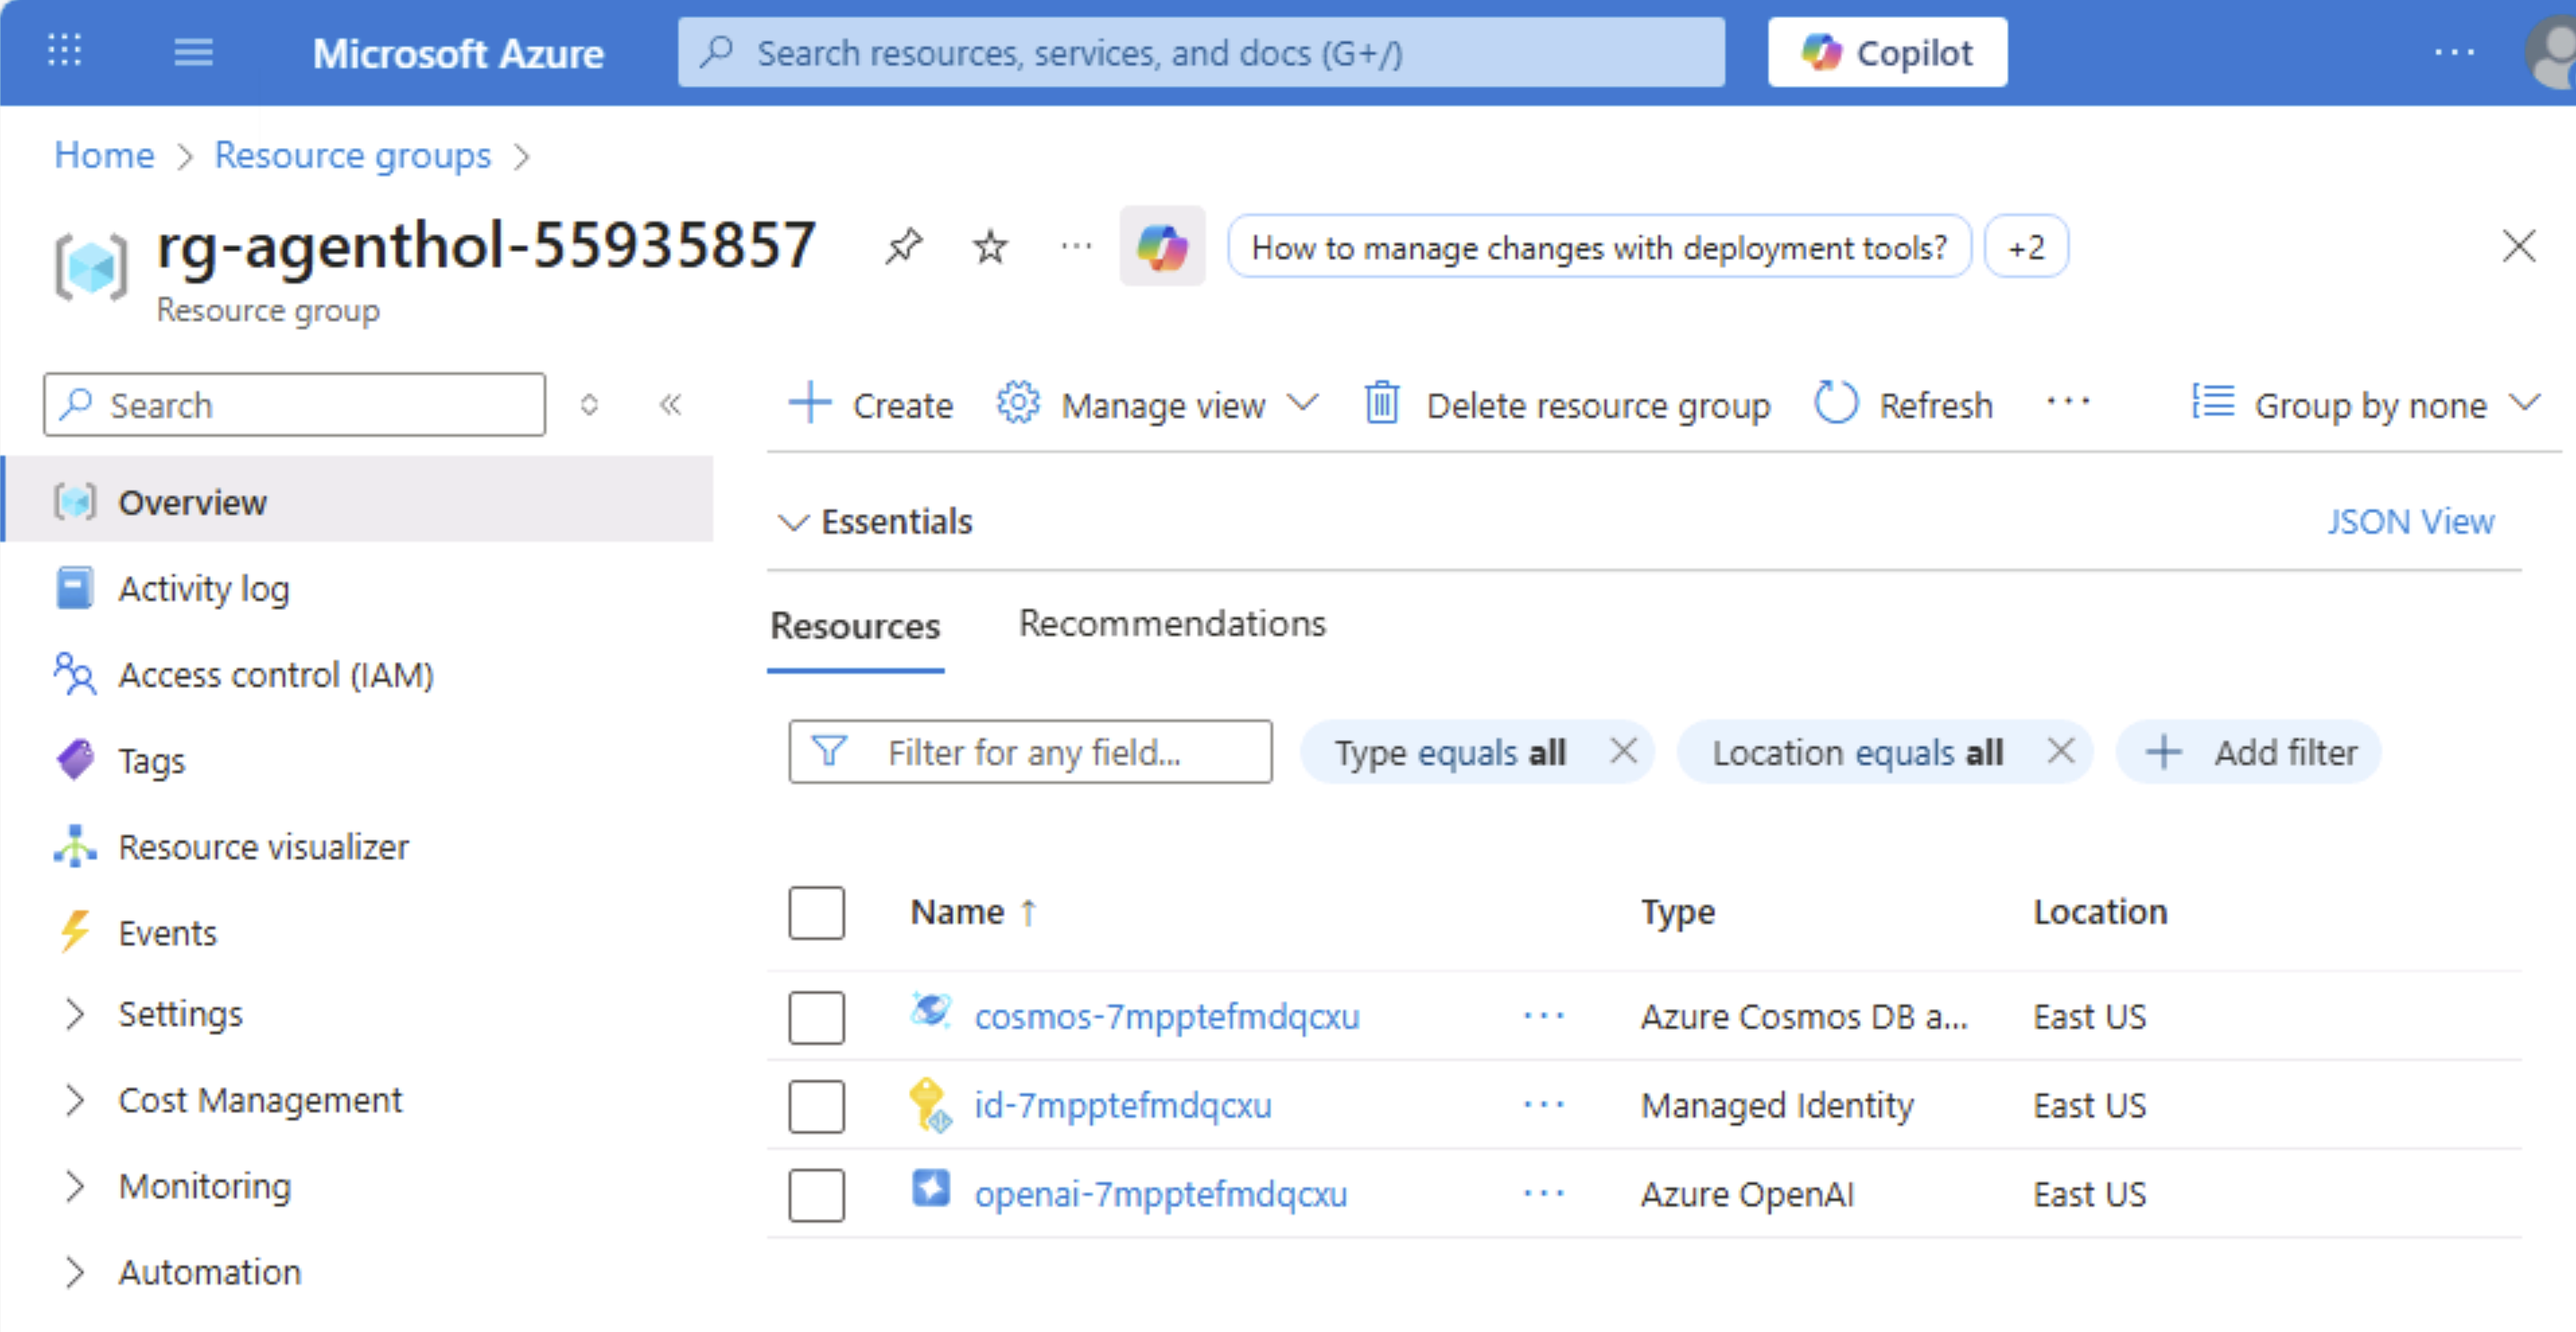 Microsoft Azure
Search resources, services, and docs (G+/)
Copilot
Home
Resource groups
rg-agenthol-55935857
Resource group
How to manage changes with deployment tools?
+2
Search
Create
Manage view
Delete resource group
Refresh
Group by none
Overview
Activity log
Access control (IAM)
Tags
Resource visualizer
Events
Settings
Cost Management
Monitoring
Automation
Essentials
JSON View
Resources
Recommendations
Filter for any field...
Type equals all
Location equals all
Add filter
Name ↑ Type Location
cosmos-7mpptefmdqcxu ... Azure Cosmos DB a... East US
id-7mpptefmdqcxu ... Managed Identity East US
openai-7mpptefmdqcxu ... Azure OpenAI East US